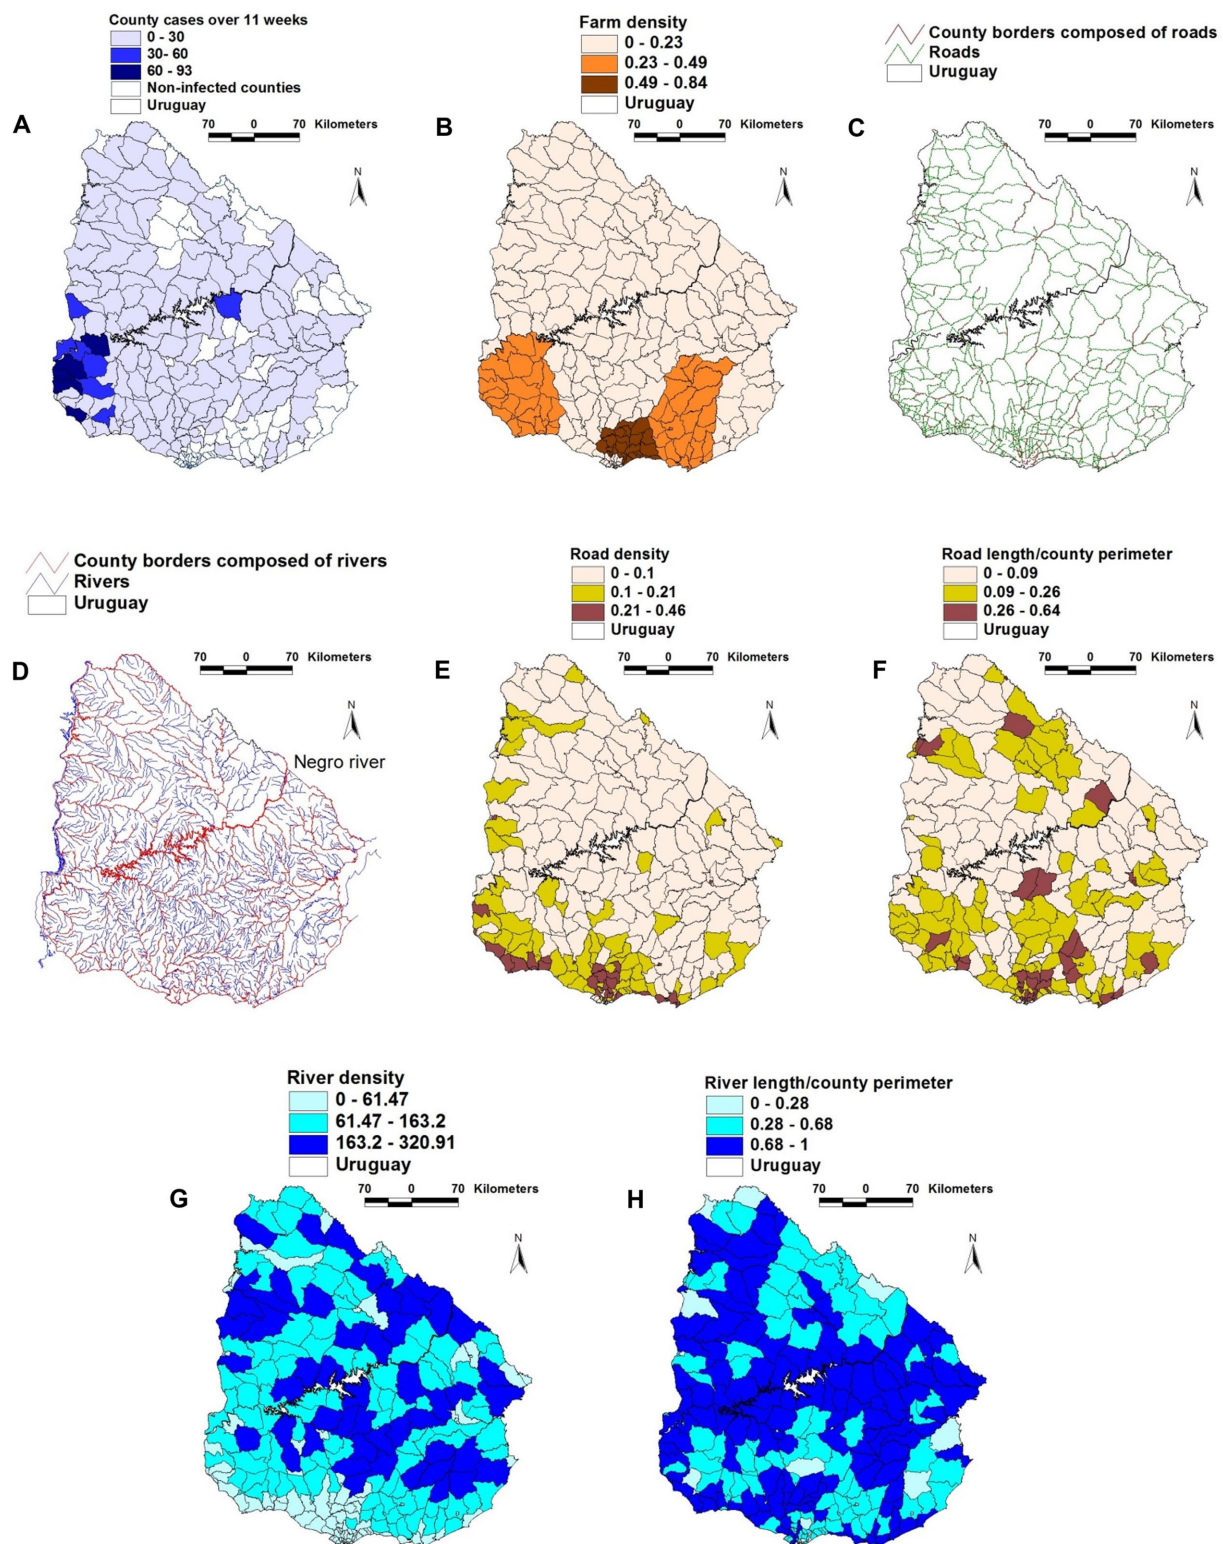 County cases over 11 weeks
0 - 30
30- 60
60 - 93
Non-infected counties
Uruguay
A
70 0 70 Kilometers
N
Farm density
0 - 0.23
0.23 - 0.49
0.49 - 0.84
Uruguay
B
70 0 70 Kilometers
N
County borders composed of roads
Roads
Uruguay
C
70 0 70 Kilometers
N
County borders composed of rivers
Rivers
Uruguay
D
70 0 70 Kilometers
N
Negro river
Road density
0 - 0.1
0.1 - 0.21
0.21 - 0.46
Uruguay
E
70 0 70 Kilometers
N
Road length/county perimeter
0 - 0.09
0.09 - 0.26
0.26 - 0.64
Uruguay
F
70 0 70 Kilometers
N
River density
0 - 61.47
61.47 - 163.2
163.2 - 320.91
Uruguay
G
70 0 70 Kilometers
N
River length/county perimeter
0 - 0.28
0.28 - 0.68
0.68 - 1
Uruguay
H
70 0 70 Kilometers
N